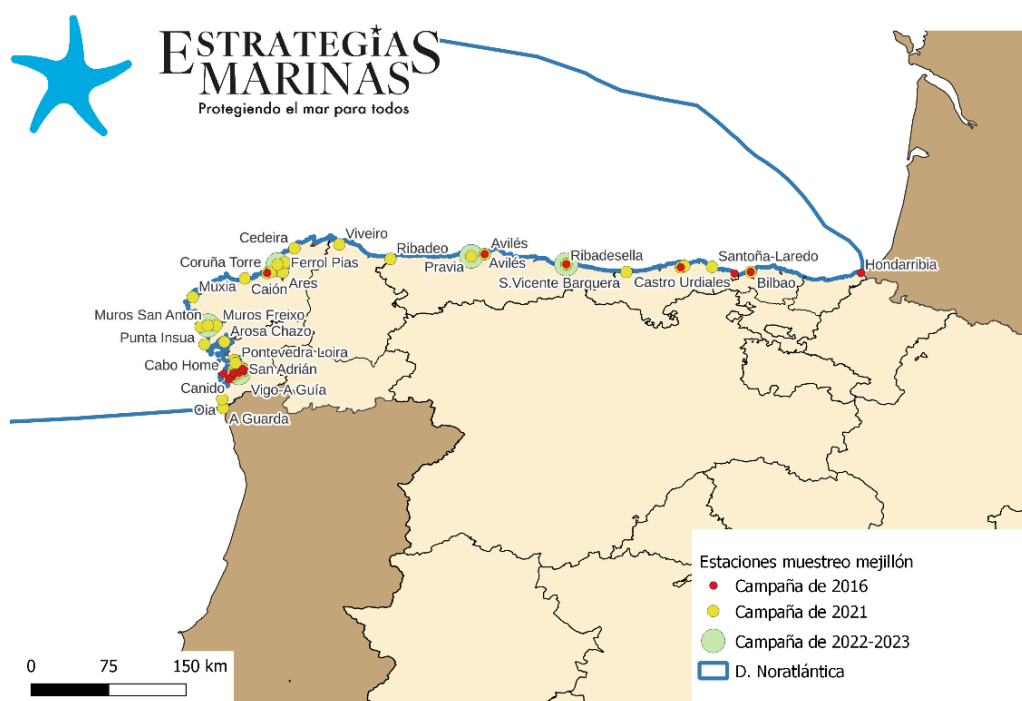 ESTRATEGIAS
MARINAS
Protegiendo el mar para todos
Cedeira
Viveiro
Coruña Torre
Ferrol Pias
Ribadeo
Avilés
Pravia
Avilés
Ribadesella
Santoña-Laredo
Hondarribia
Muxia
Caión
Ares
S.Vicente Barquera
Castro Urdiales
Bilbao
Muros San Anton
Muros Freixo
Punta Insua
Arosa Chazo
Cabo Home
Pontevedra-Loira
San Adrián
Canido
Vigo-A Guía
Oia
A Guarda
Estaciones muestreo mejillón
Campaña de 2016
Campaña de 2021
Campaña de 2022-2023
D. Noratlántica
0 75 150 km